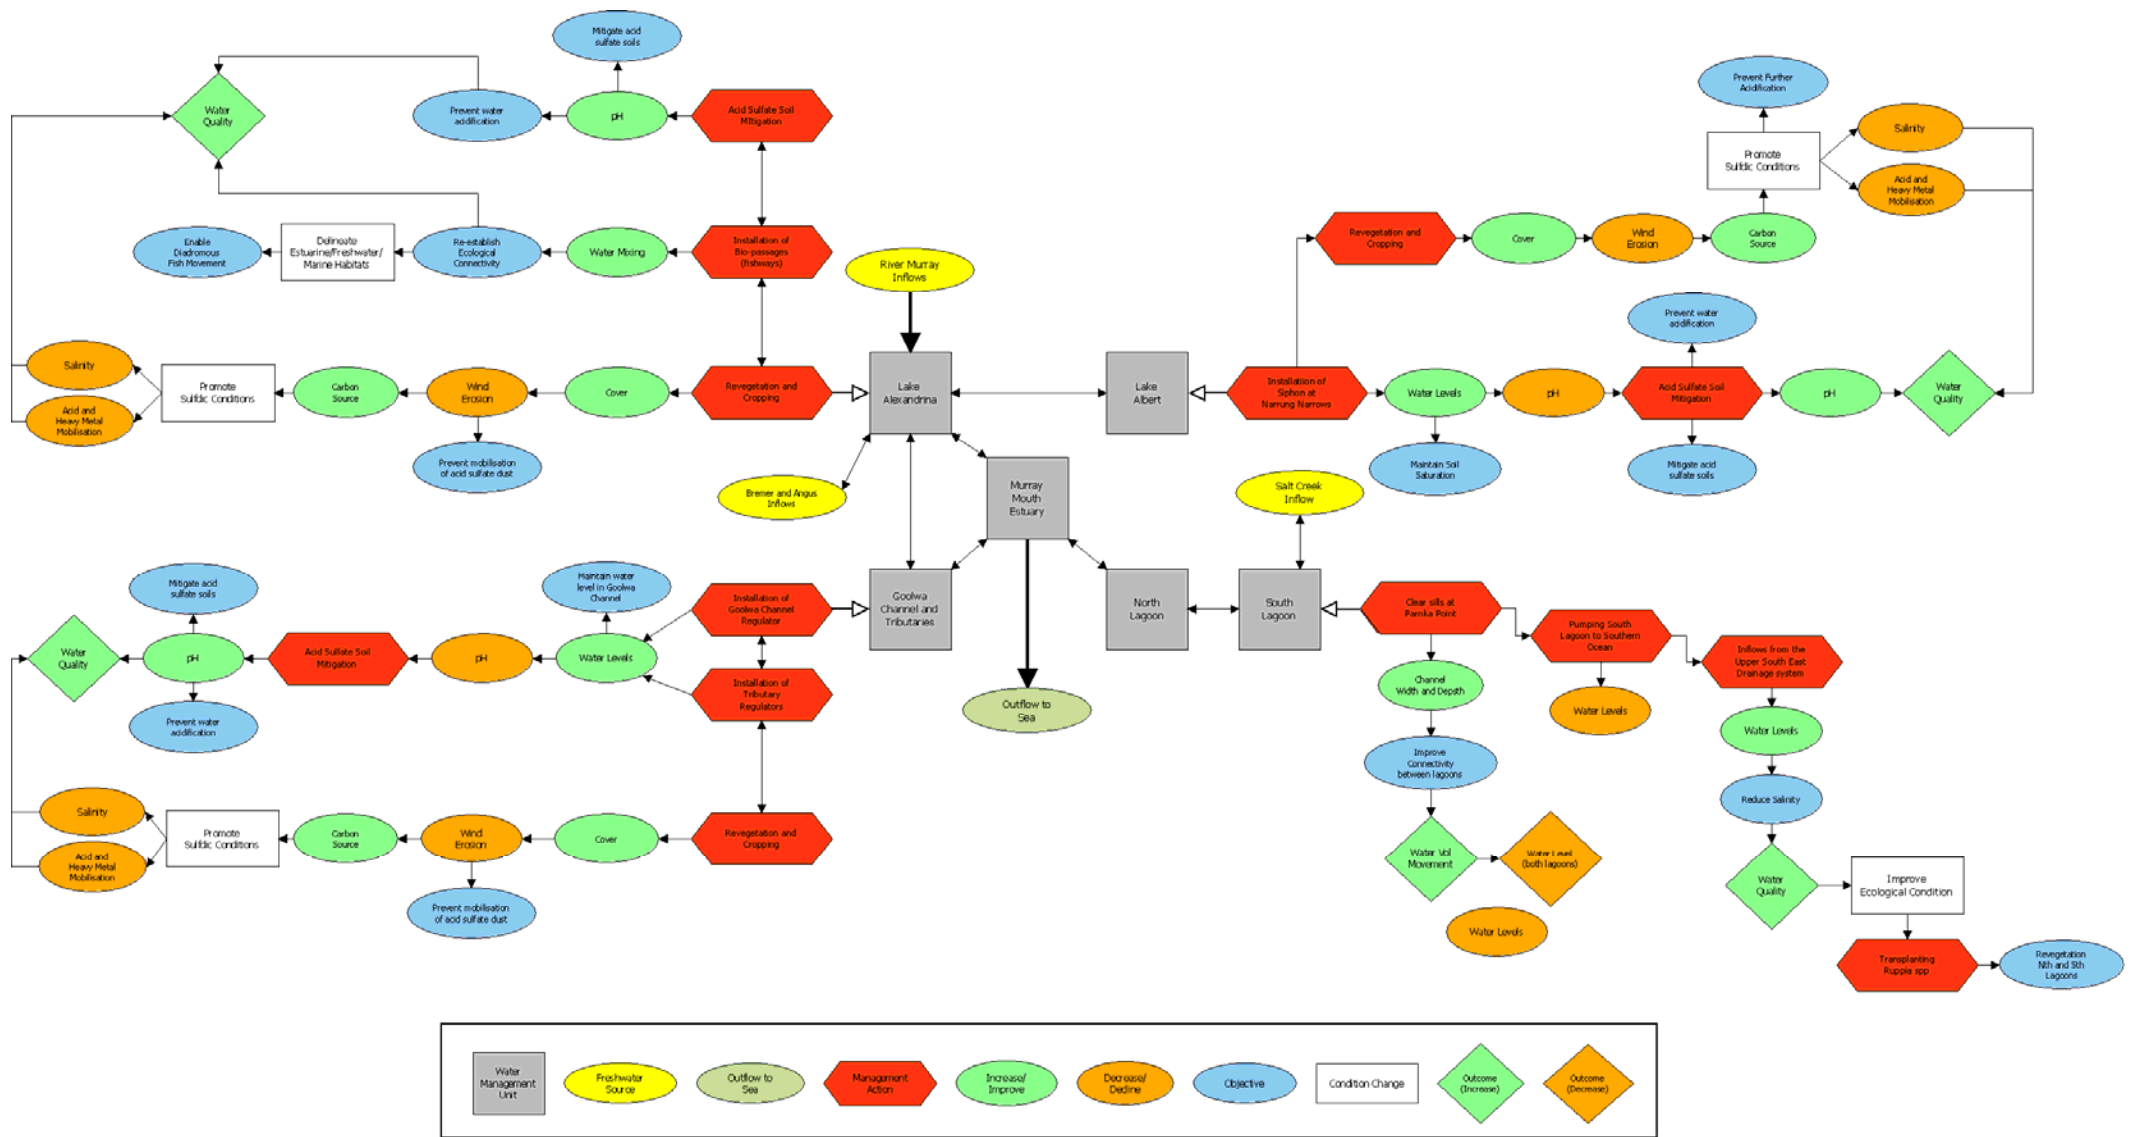 Mitigate acid
sulfate soils
Water
Quality
Prevent water
acidification
pH
Acid Sulfate Soil
MItigation
Enable
Diadromous
Fish Movement
Delineate
Estuarine/Freshwater/
Marine Habitats
Re-establish
Ecological
Connectivity
Water Mixing
Installation of
Bio-passages
(fishways)
River Murray
Inflows
Salinity
Acid and
Heavy Metal
Mobilisation
Promote
Sulfdic Conditions
Carbon
Source
Wind
Erosion
Cover
Revegetation and
Cropping
Prevent mobilisation
of acid sulfate dust
Lake
Alexandrina
Bremer and Angus
Inflows
Murray
Mouth
Estuary
Lake
Albert
Prevent Further
Acidification
Promote
Sulfdic Conditions
Salinity
Acid and
Heavy Metal
Mobilisation
Revegetation and
Cropping
Cover
Wind
Erosion
Carbon
Source
Prevent water
acidification
Installation of
Siphon at
Narrung Narrows
Water Levels
pH
Acid Sulfate Soil
Mitigation
pH
Water
Quality
Maintain Soil
Saturation
Mitigate acid
sulfate soils
Salt Creek
Inflow
Mitigate acid
sulfate soils
Maintain water
level in Goolwa
Channel
Installation of
Goolwa Channel
Regulator
Water
Quality
pH
Acid Sulfate Soil
Mitigation
pH
Water Levels
Installation of
Tributary
Regulators
Prevent water
acidification
Goolwa
Channel and
Tributaries
North
Lagoon
South
Lagoon
Outflow to
Sea
Salinity
Acid and
Heavy Metal
Mobilisation
Promote
Sulfdic Conditions
Carbon
Source
Wind
Erosion
Cover
Revegetation and
Cropping
Prevent mobilisation
of acid sulfate dust
Clear sills at
Parnka Point
Pumping South
Lagoon to Southern
Ocean
Inflows from the
Upper South East
Drainage system
Channel
Width and Depsth
Water Levels
Water Levels
Improve
Connectivity
between lagoons
Reduce Salinity
Water Vol
Movement
Water Level
(both lagoons)
Water Levels
Water
Quality
Improve
Ecological Condition
Transplanting
Ruppia spp
Revegetation
Nth and Sth
Lagoons
Water
Management
Unit
Freshwater
Source
Outflow to
Sea
Management
Action
Increase/
Improve
Decrease/
Decline
Objective
Condition Change
Outcome
(Increase)
Outcome
(Decrease)